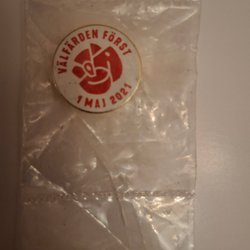 VÄLFÄRDEN FÖRST
1 MAJ 2021